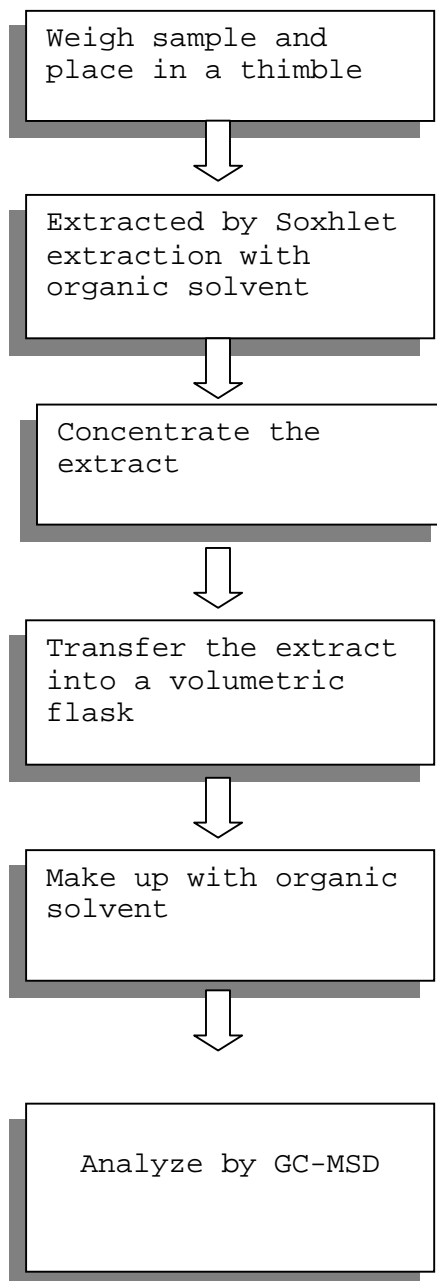 Weigh sample and
place in a thimble
Extracted by Soxhlet
extraction with
organic solvent
Concentrate the
extract
Transfer the extract
into a volumetric
flask
Make up with organic
solvent
Analyze by GC-MSD